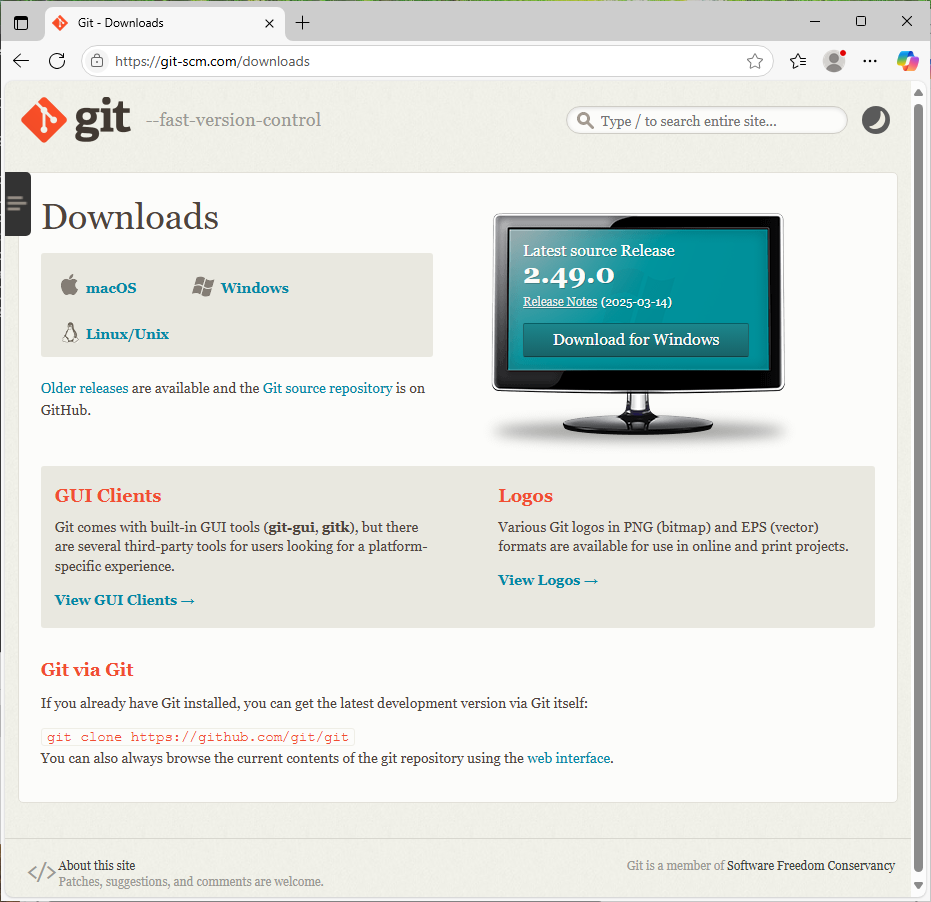 Git - Downloads
https://git-scm.com/downloads
git --fast-version-control
Type / to search entire site...
Downloads
macOS
Windows
Linux/Unix
Older releases are available and the Git source repository is on
GitHub.
Latest source Release
2.49.0
Release Notes (2025-03-14)
Download for Windows
GUI Clients
Git comes with built-in GUI tools (git-gui, gitk), but there
are several third-party tools for users looking for a platform-
specific experience.
View GUI Clients →
Logos
Various Git logos in PNG (bitmap) and EPS (vector)
formats are available for use in online and print projects.
View Logos →
Git via Git
If you already have Git installed, you can get the latest development version via Git itself:
git clone https://github.com/git/git
You can also always browse the current contents of the git repository using the web interface.
</> About this site
Patches, suggestions, and comments are welcome.
Git is a member of Software Freedom Conservancy